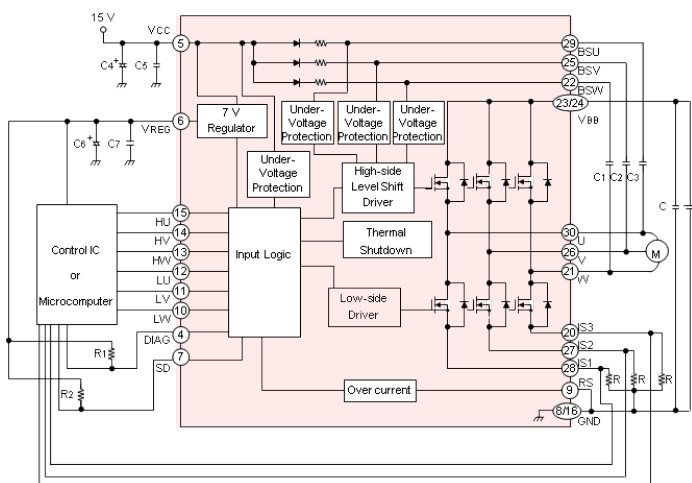 15 V
VCC
5
C4
+
C5
29
BSU
25
BSV
22
BSW
23/24
VBB
6
VREG
C6
+
C7
7 V
Regulator
Under-
Voltage
Protection
Under-
Voltage
Protection
Under-
Voltage
Protection
Under-
Voltage
Protection
High-side
Level Shift
Driver
C1
C2
C3
C
Control IC
or
Microcomputer
15
HU
14
HV
13
HW
12
LU
11
LV
10
LW
4
DIAG
7
SD
R1
R2
Input Logic
Thermal
Shutdown
Low-side
Driver
Over current
30
U
26
V
21
W
M
20
IS3
27
IS2
28
IS1
9
RS
8/16
GND
R
R
R